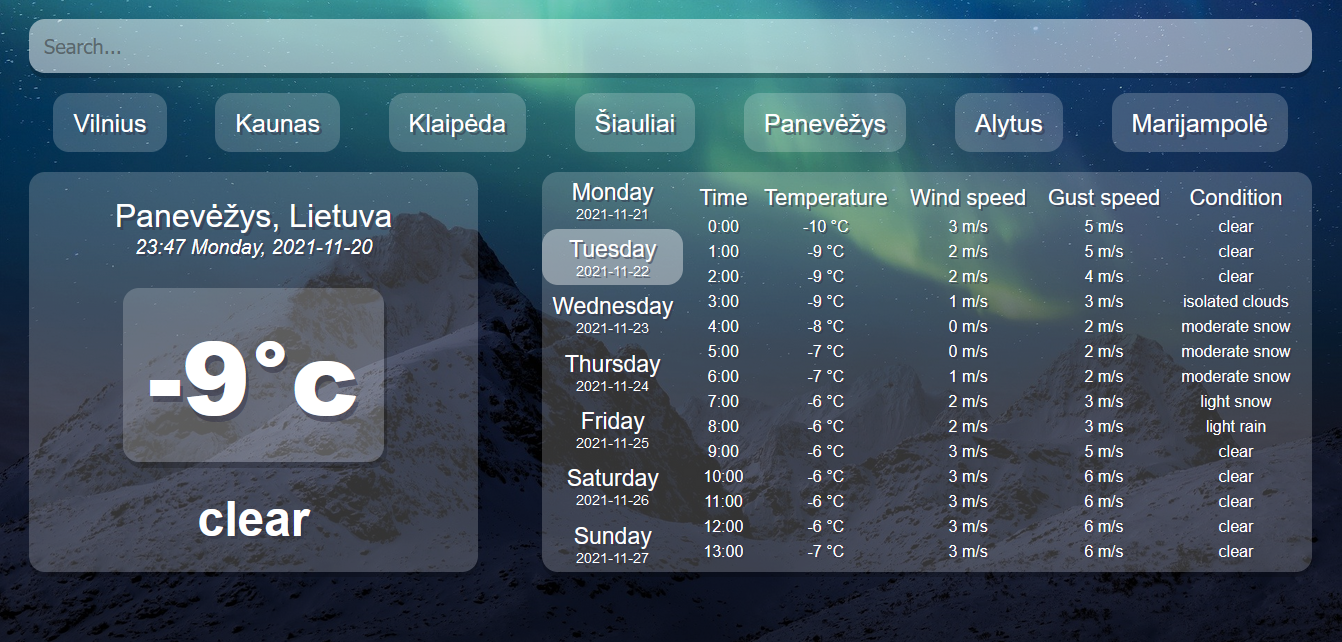 Search...
Vilnius Kaunas Klaipėda Šiauliai Panevėžys Alytus Marijampolė
Panevėžys, Lietuva
23:47 Monday, 2021-11-20
-9°c
clear
Monday
2021-11-21
Tuesday
2021-11-22
Wednesday
2021-11-23
Thursday
2021-11-24
Friday
2021-11-25
Saturday
2021-11-26
Sunday
2021-11-27
Time Temperature Wind speed Gust speed Condition
0:00 -10 °C 3 m/s 5 m/s clear
1:00 -9 °C 2 m/s 5 m/s clear
2:00 -9 °C 2 m/s 4 m/s clear
3:00 -9 °C 1 m/s 3 m/s isolated clouds
4:00 -8 °C 0 m/s 2 m/s moderate snow
5:00 -7 °C 0 m/s 2 m/s moderate snow
6:00 -7 °C 1 m/s 2 m/s moderate snow
7:00 -6 °C 2 m/s 3 m/s light snow
8:00 -6 °C 2 m/s 3 m/s light rain
9:00 -6 °C 3 m/s 5 m/s clear
10:00 -6 °C 3 m/s 6 m/s clear
11:00 -6 °C 3 m/s 6 m/s clear
12:00 -6 °C 3 m/s 6 m/s clear
13:00 -7 °C 3 m/s 6 m/s clear